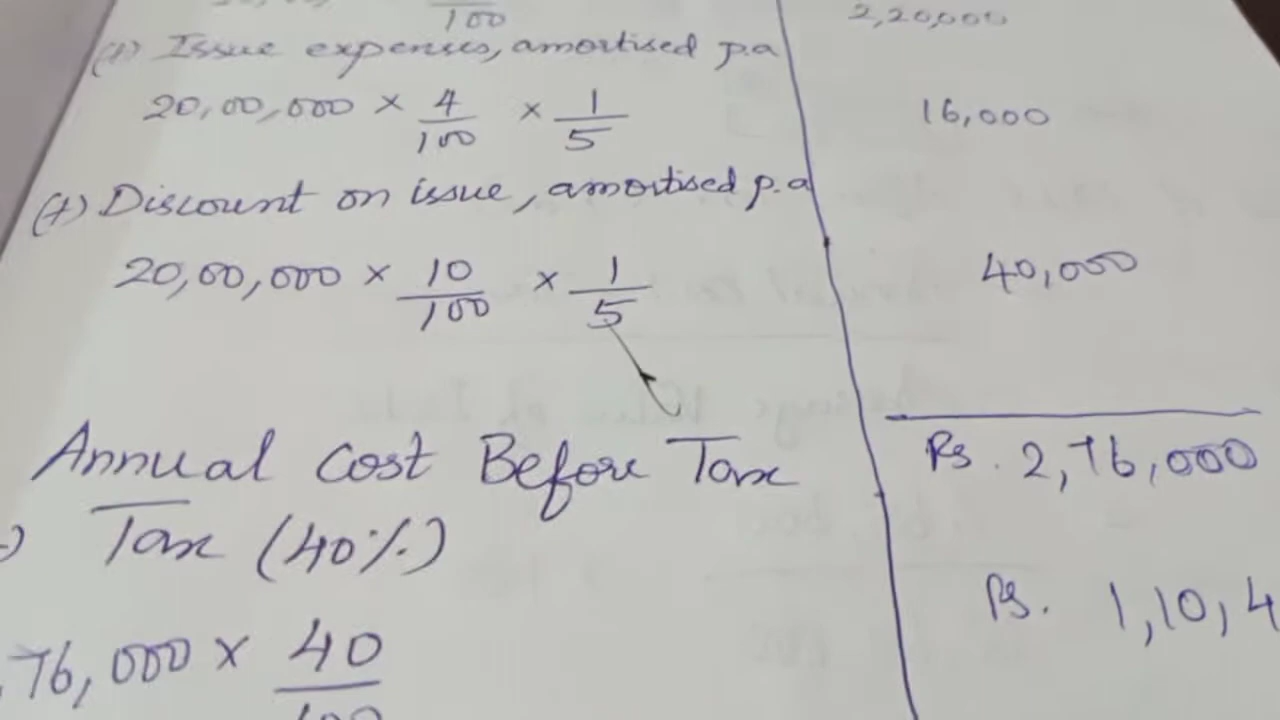 100 2,20,000
(+) Issue expenses, amortised p.a
20,00,000 × 4/100 × 1/5 16,000
(+) Discount on issue, amortised p.a
20,00,000 × 10/100 × 1/5 40,000
Annual Cost Before Tax Rs. 2,76,000
-) Tax (40%) Rs. 1,10,4
76,000 × 40/100